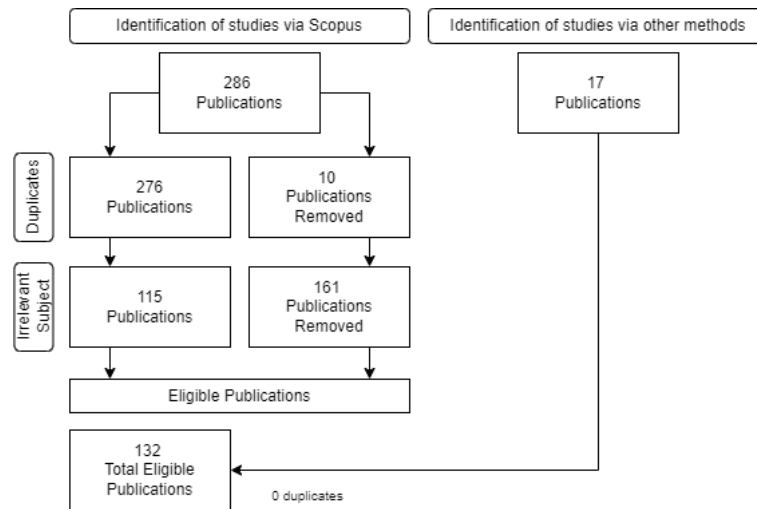 Identification of studies via Scopus
Identification of studies via other methods
286
Publications
17
Publications
Duplicates
276
Publications
10
Publications
Removed
Irrelevant
Subject
115
Publications
161
Publications
Removed
Eligible Publications
132
Total Eligible
Publications
0 duplicates